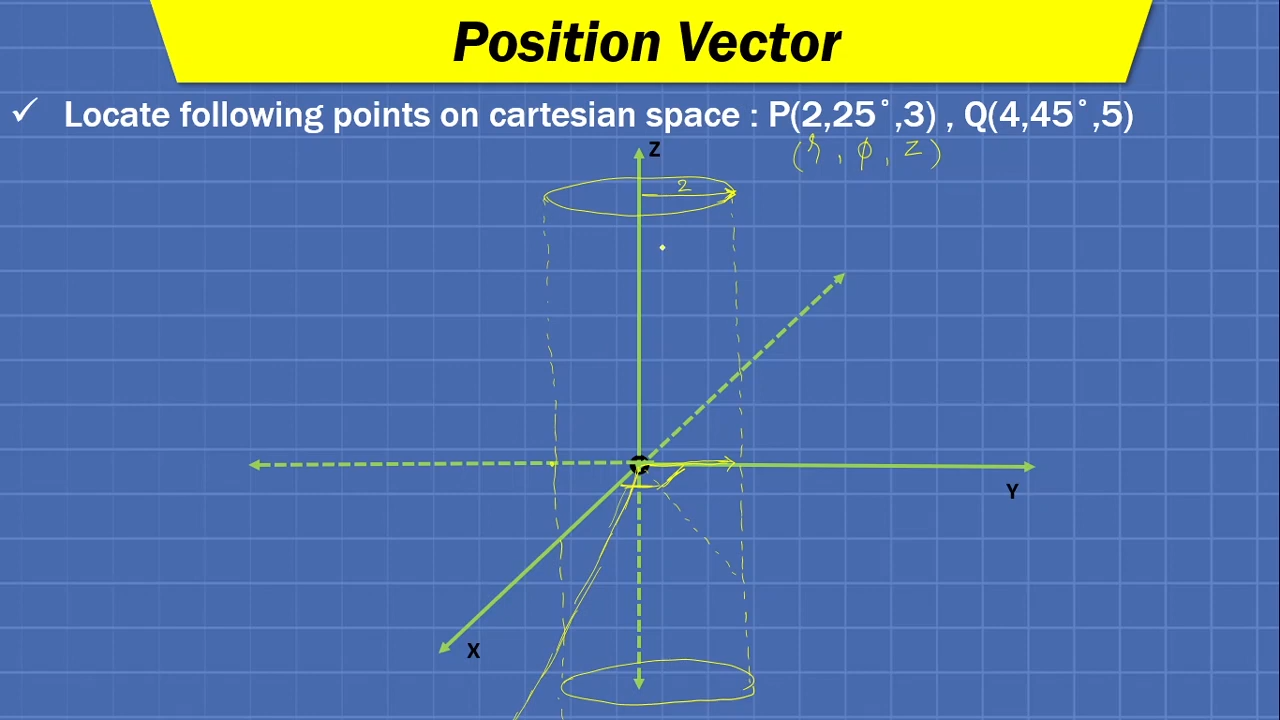 Position Vector
✓ Locate following points on cartesian space : P(2,25˚,3) , Q(4,45˚,5)
(r, ϕ, z)
Z
2
Y
X